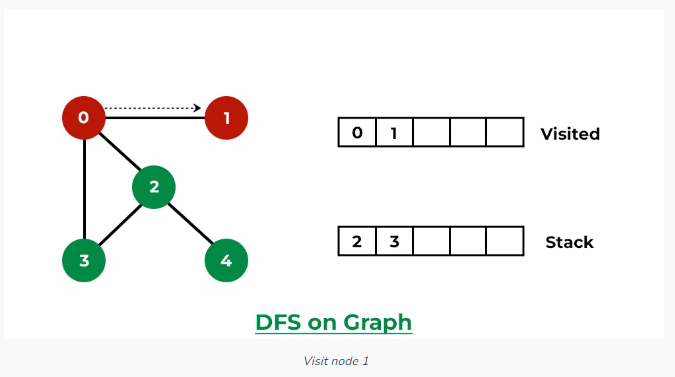 0 1
2
3 4
0 1 Visited
2 3 Stack
DFS on Graph
Visit node 1